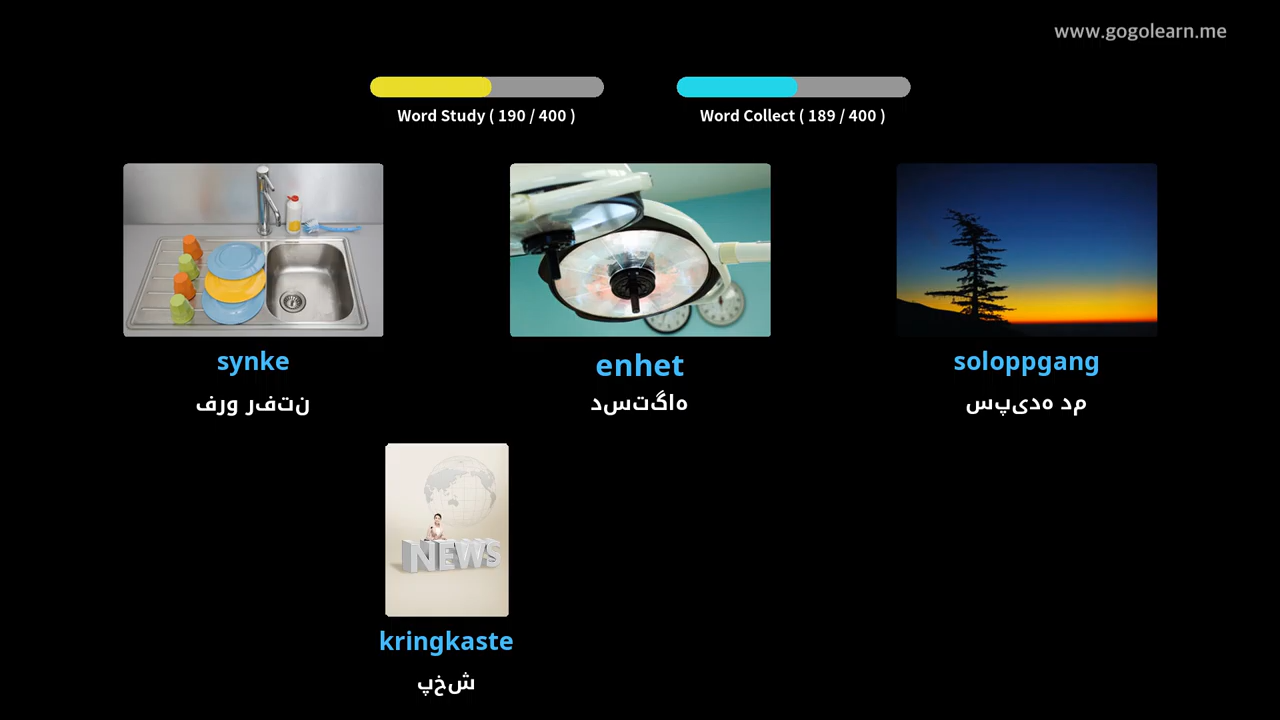 www.gogolearn.me
Word Study ( 190 / 400 )
Word Collect ( 189 / 400 )
synke
enhet
soloppgang
نتفر ورف
هاگتسد
مد هدیپس
NEWS
kringkaste
شخپ